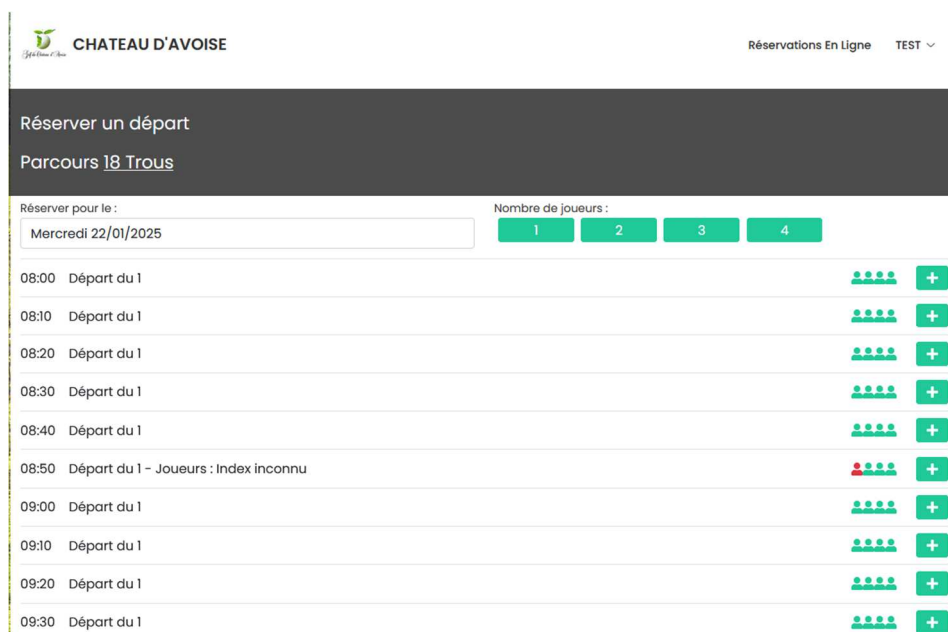 CHATEAU D'AVOISE
Réservations En Ligne TEST
Réserver un départ
Parcours 18 Trous
Réserver pour le : Nombre de joueurs :
Mercredi 22/01/2025 1 2 3 4
08:00 Départ du 1
08:10 Départ du 1
08:20 Départ du 1
08:30 Départ du 1
08:40 Départ du 1
08:50 Départ du 1 - Joueurs : Index inconnu
09:00 Départ du 1
09:10 Départ du 1
09:20 Départ du 1
09:30 Départ du 1